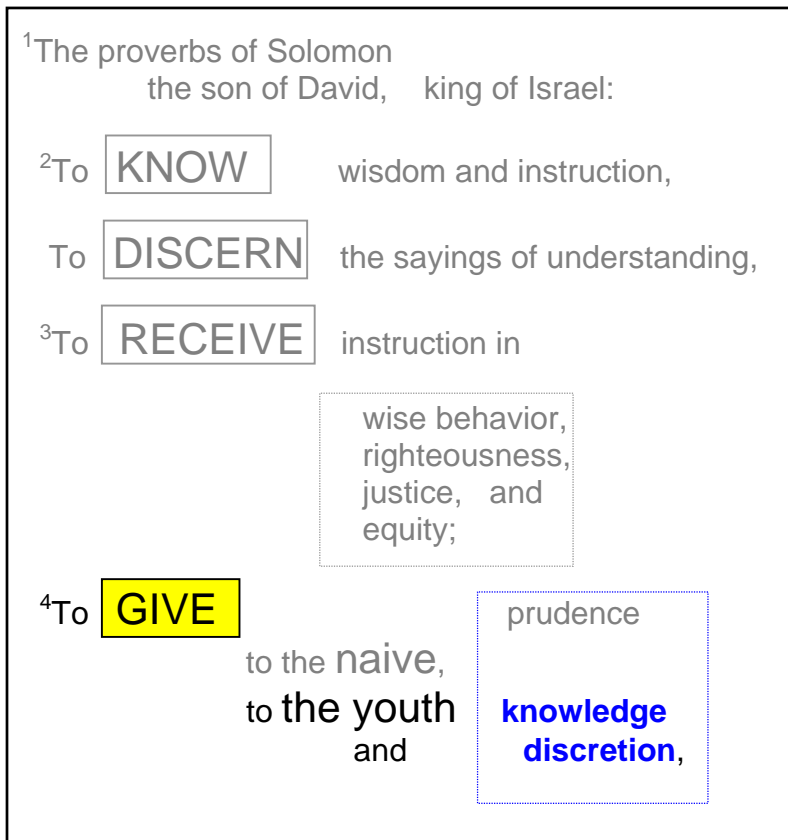 1The proverbs of Solomon
the son of David, king of Israel:
2To KNOW wisdom and instruction,
To DISCERN the sayings of understanding,
3To RECEIVE instruction in
wise behavior,
righteousness,
justice, and
equity;
4To GIVE prudence
to the naive,
to the youth knowledge
and discretion,